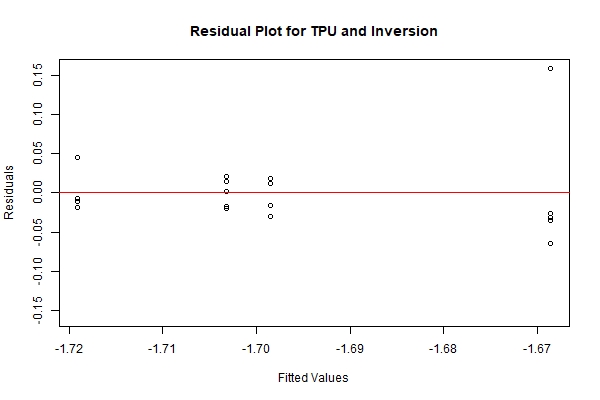 Residual Plot for TPU and Inversion
Residuals
0.15
0.10
0.05
0.00
-0.05
-0.10
-0.15
-1.72 -1.71 -1.70 -1.69 -1.68 -1.67
Fitted Values